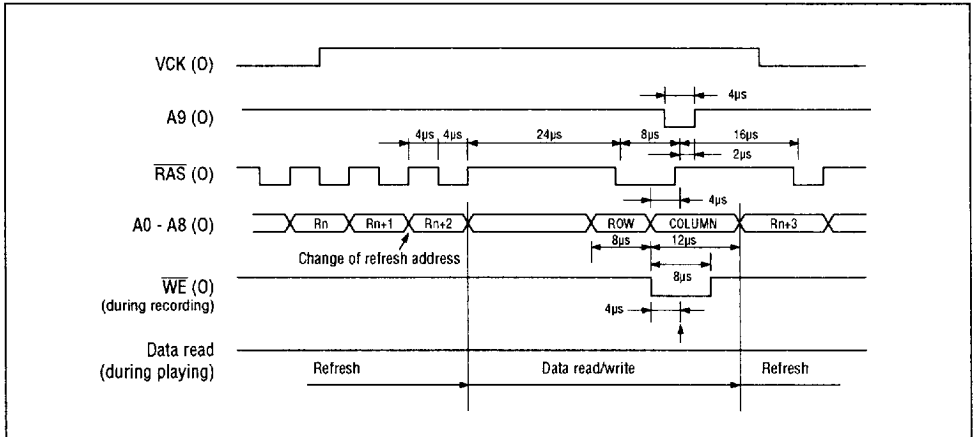 VCK (O)
4µs
A9 (O)
4µs 4µs 24µs 8µs 16µs
2µs
RAS (O)
4µs
A0 - A8 (O) Rn Rn+1 Rn+2 ROW COLUMN Rn+3
8µs 12µs
Change of refresh address
8µs
WE (O)
(during recording)
4µs
Data read
(during playing)
Refresh Data read/write Refresh